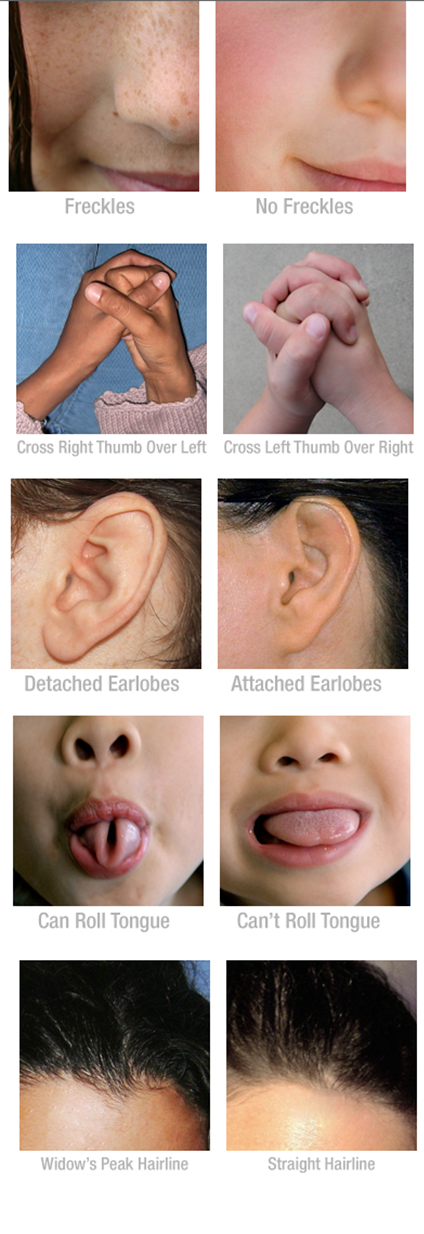 Freckles
No Freckles
Cross Right Thumb Over Left
Cross Left Thumb Over Right
Detached Earlobes
Attached Earlobes
Can Roll Tongue
Can't Roll Tongue
Widow's Peak Hairline
Straight Hairline